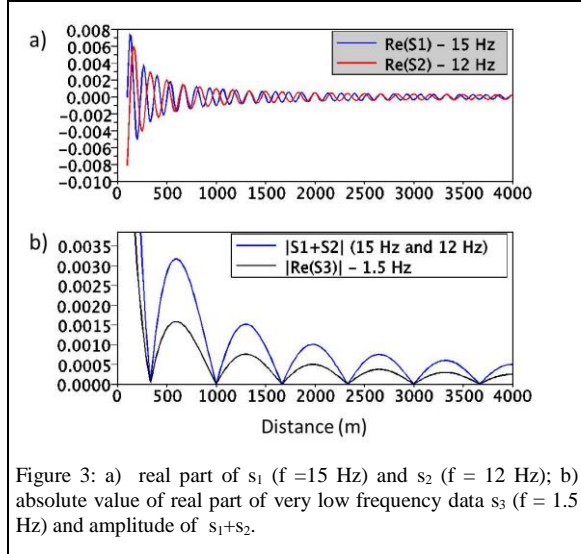 a)
0.008
0.006
0.004
0.002
0.000
−0.002
−0.004
−0.006
−0.008
−0.010
Re(S1) – 15 Hz
Re(S2) – 12 Hz
0 500 1000 1500 2000 2500 3000 3500 4000
b)
0.0035
0.0030
0.0025
0.0020
0.0015
0.0010
0.0005
0.0000
|S1+S2| (15 Hz and 12 Hz)
|Re(S3)| – 1.5 Hz
0 500 1000 1500 2000 2500 3000 3500 4000
Distance (m)
Figure 3: a) real part of s₁ (f =15 Hz) and s₂ (f = 12 Hz); b)
absolute value of real part of very low frequency data s₃ (f = 1.5
Hz) and amplitude of s₁+s₂.